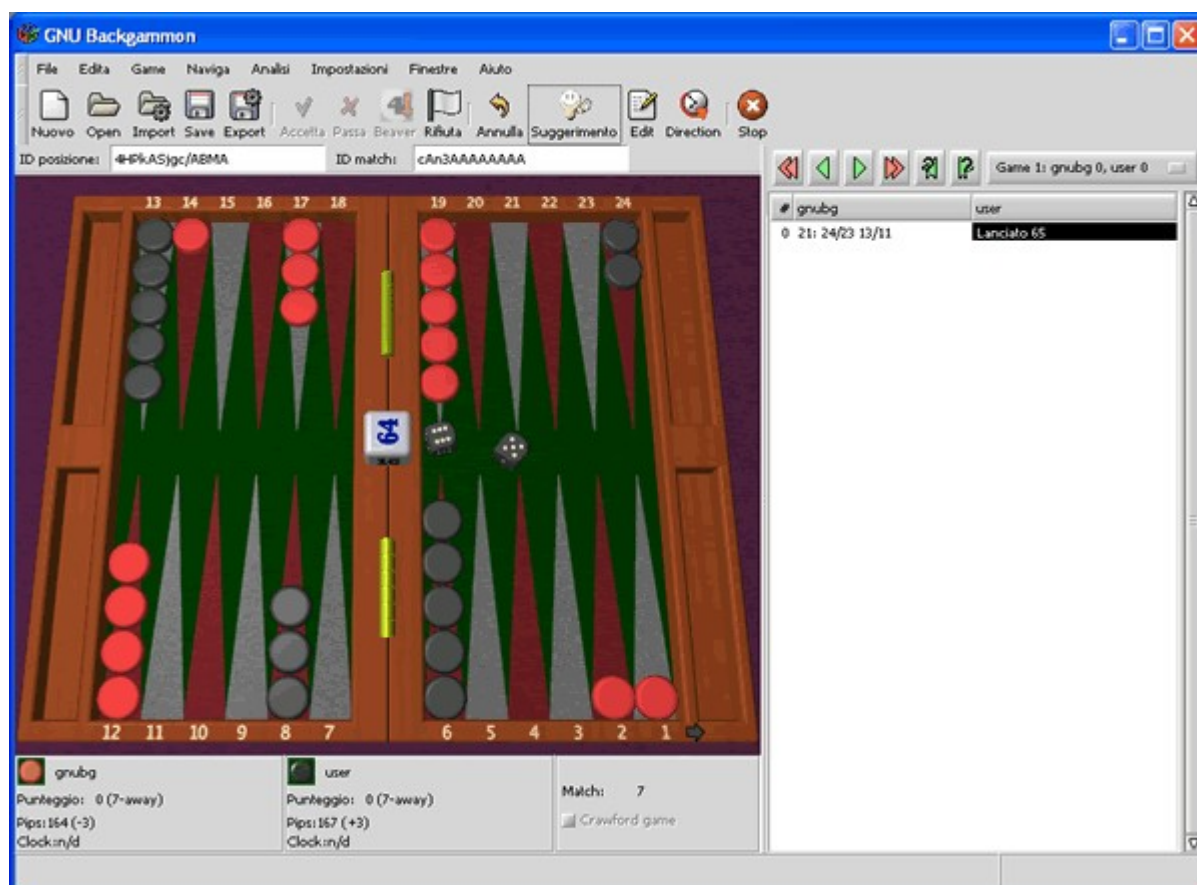 GNU Backgammon
File Edita Game Naviga Analisi Impostazioni Finestre Aiuto
Nuovo Open Import Save Export Accetta Passa Beaver Rifiuta Annulla Suggerimento Edit Direction Stop
ID posizione: 4HPkASjgc/ABMA ID match: cAn3AAAAAAAA
Game 1: gnubg 0, user 0
# gnubg user
0 21: 24/23 13/11 Lanciato 65
13 14 15 16 17 18 19 20 21 22 23 24
64
12 11 10 9 8 7 6 5 4 3 2 1
gnubg
Punteggio: 0 (7-away)
Pips: 164 (-3)
Clock: n/d
user
Punteggio: 0 (7-away)
Pips: 167 (+3)
Clock: n/d
Match: 7
Crawford game